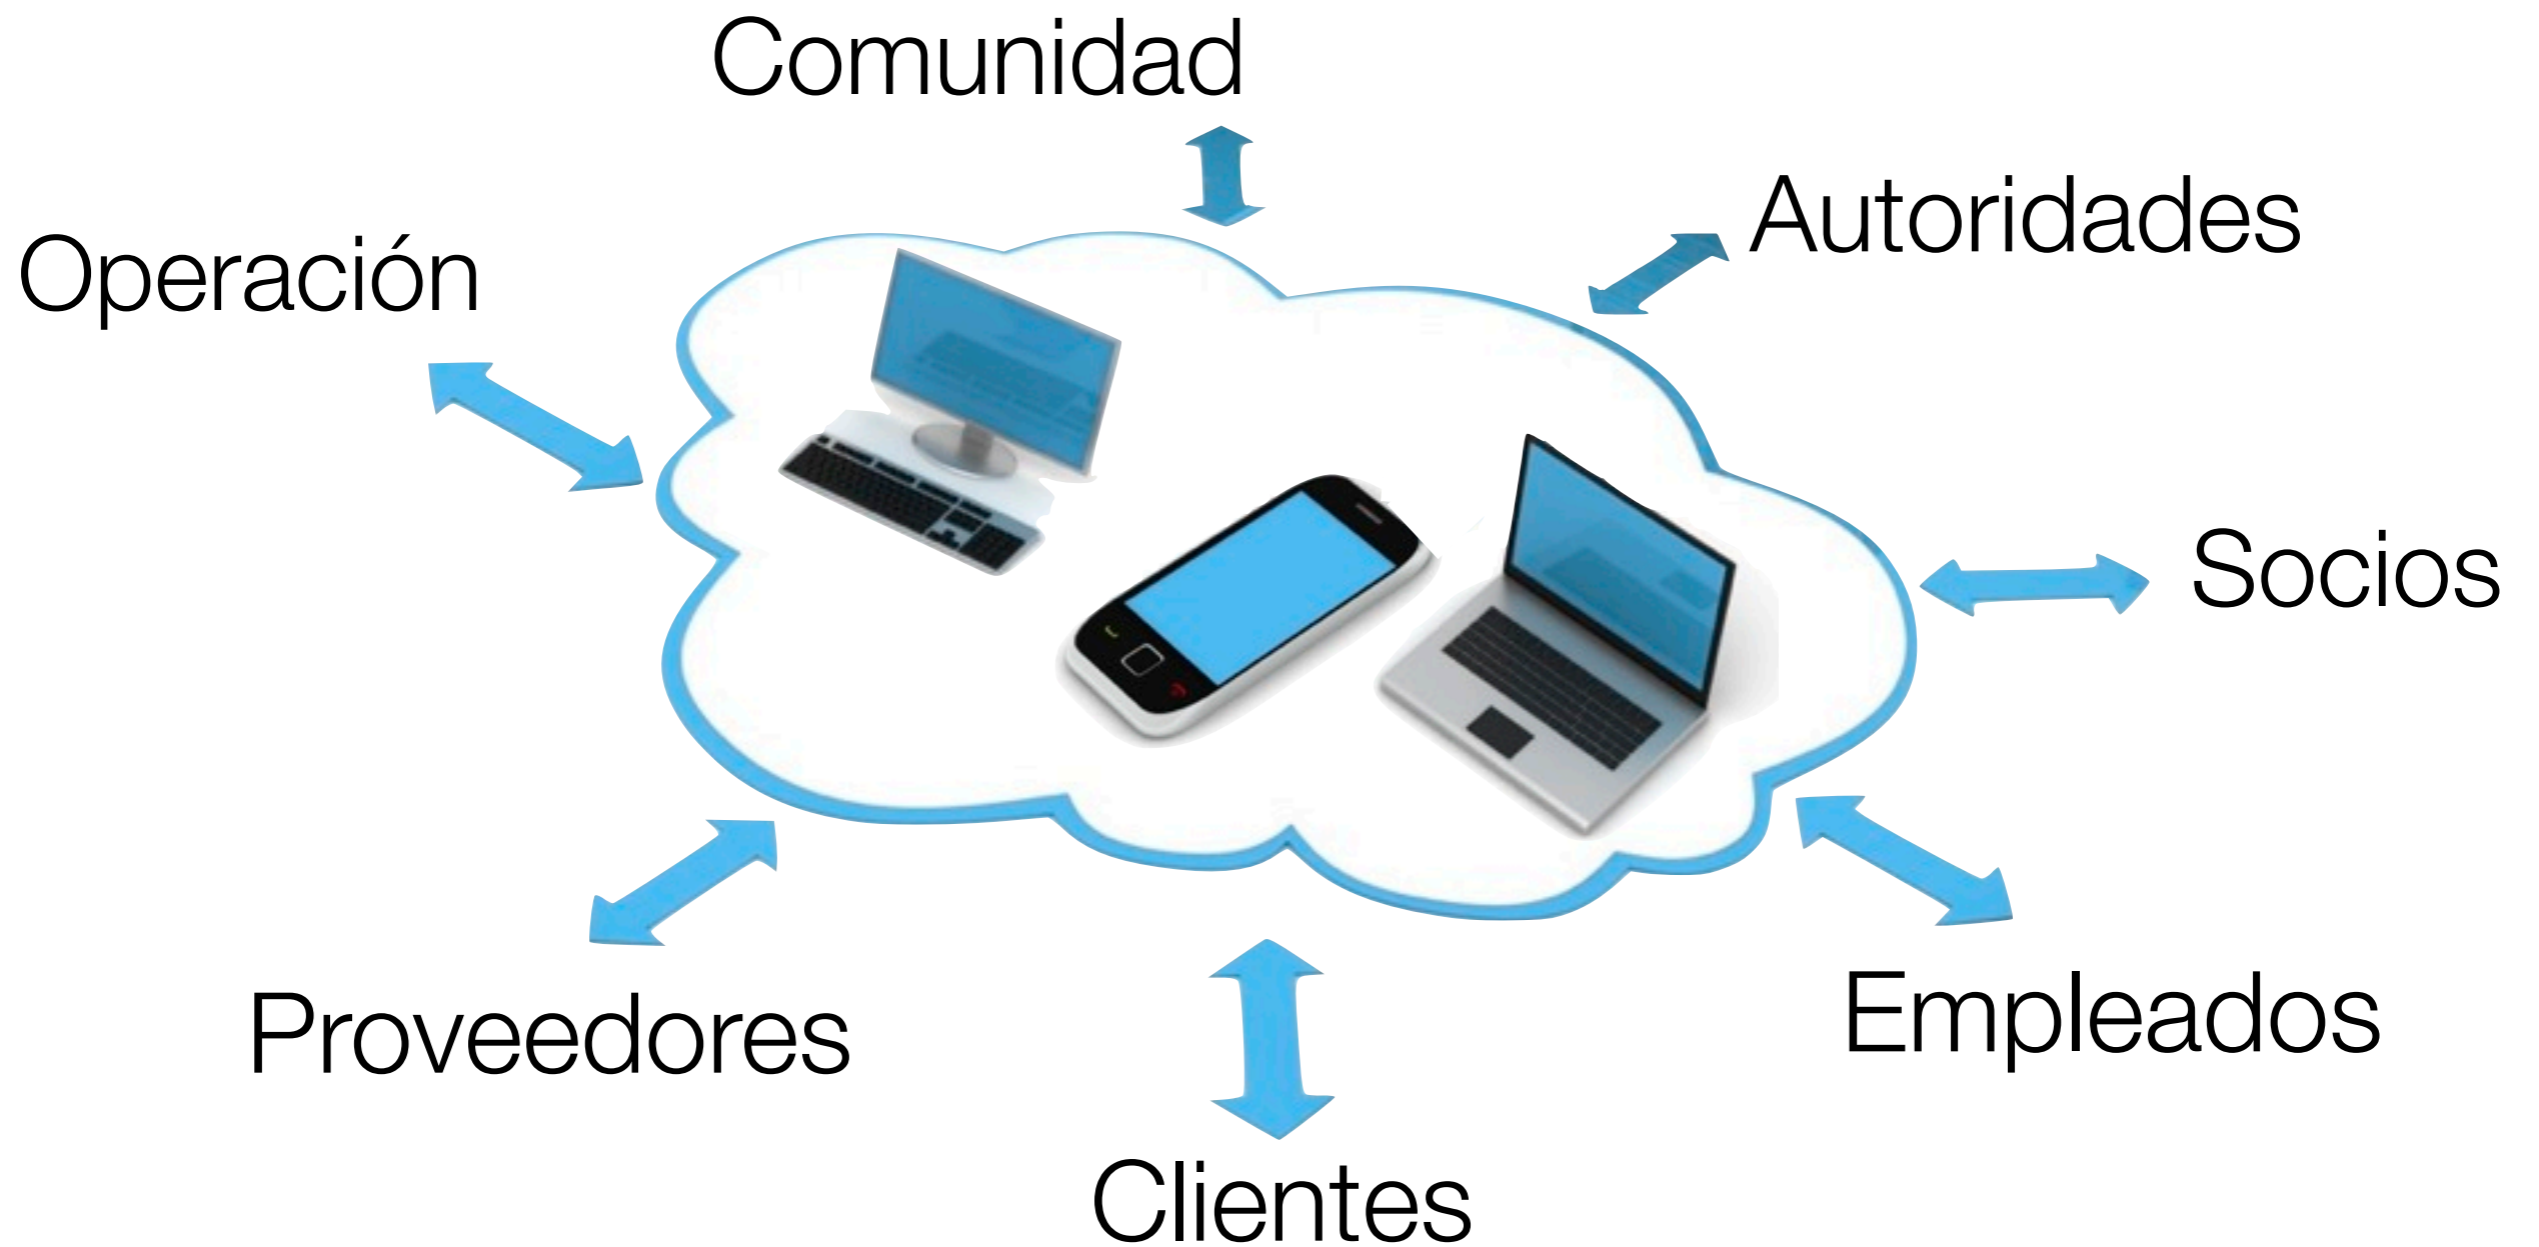 Comunidad
Autoridades
Operación
Socios
Empleados
Proveedores
Clientes